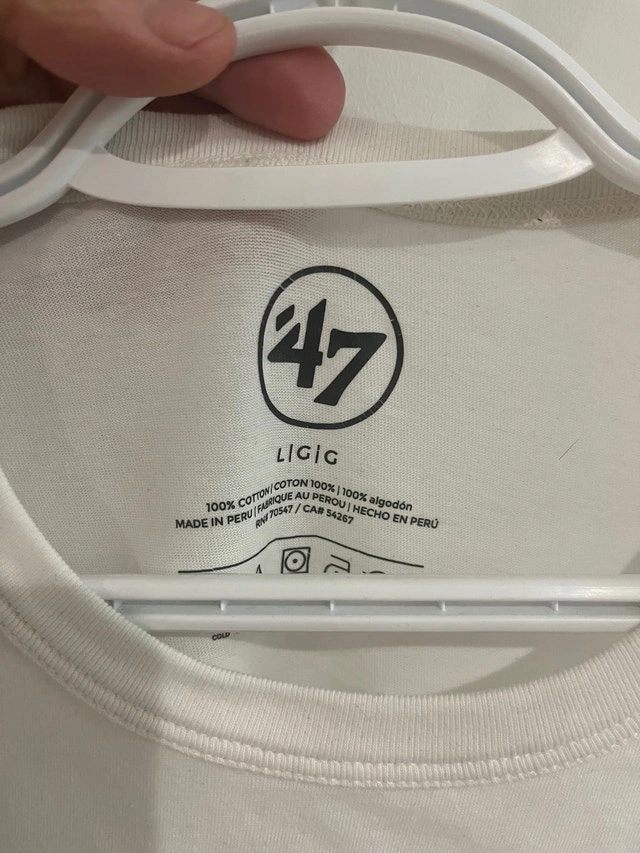 '47
L|G|G
100% COTTON | COTON 100% | 100% algodón
MADE IN PERU | FABRIQUE AU PEROU | HECHO EN PERÚ
RN# 70547 / CA# 54267
COLD